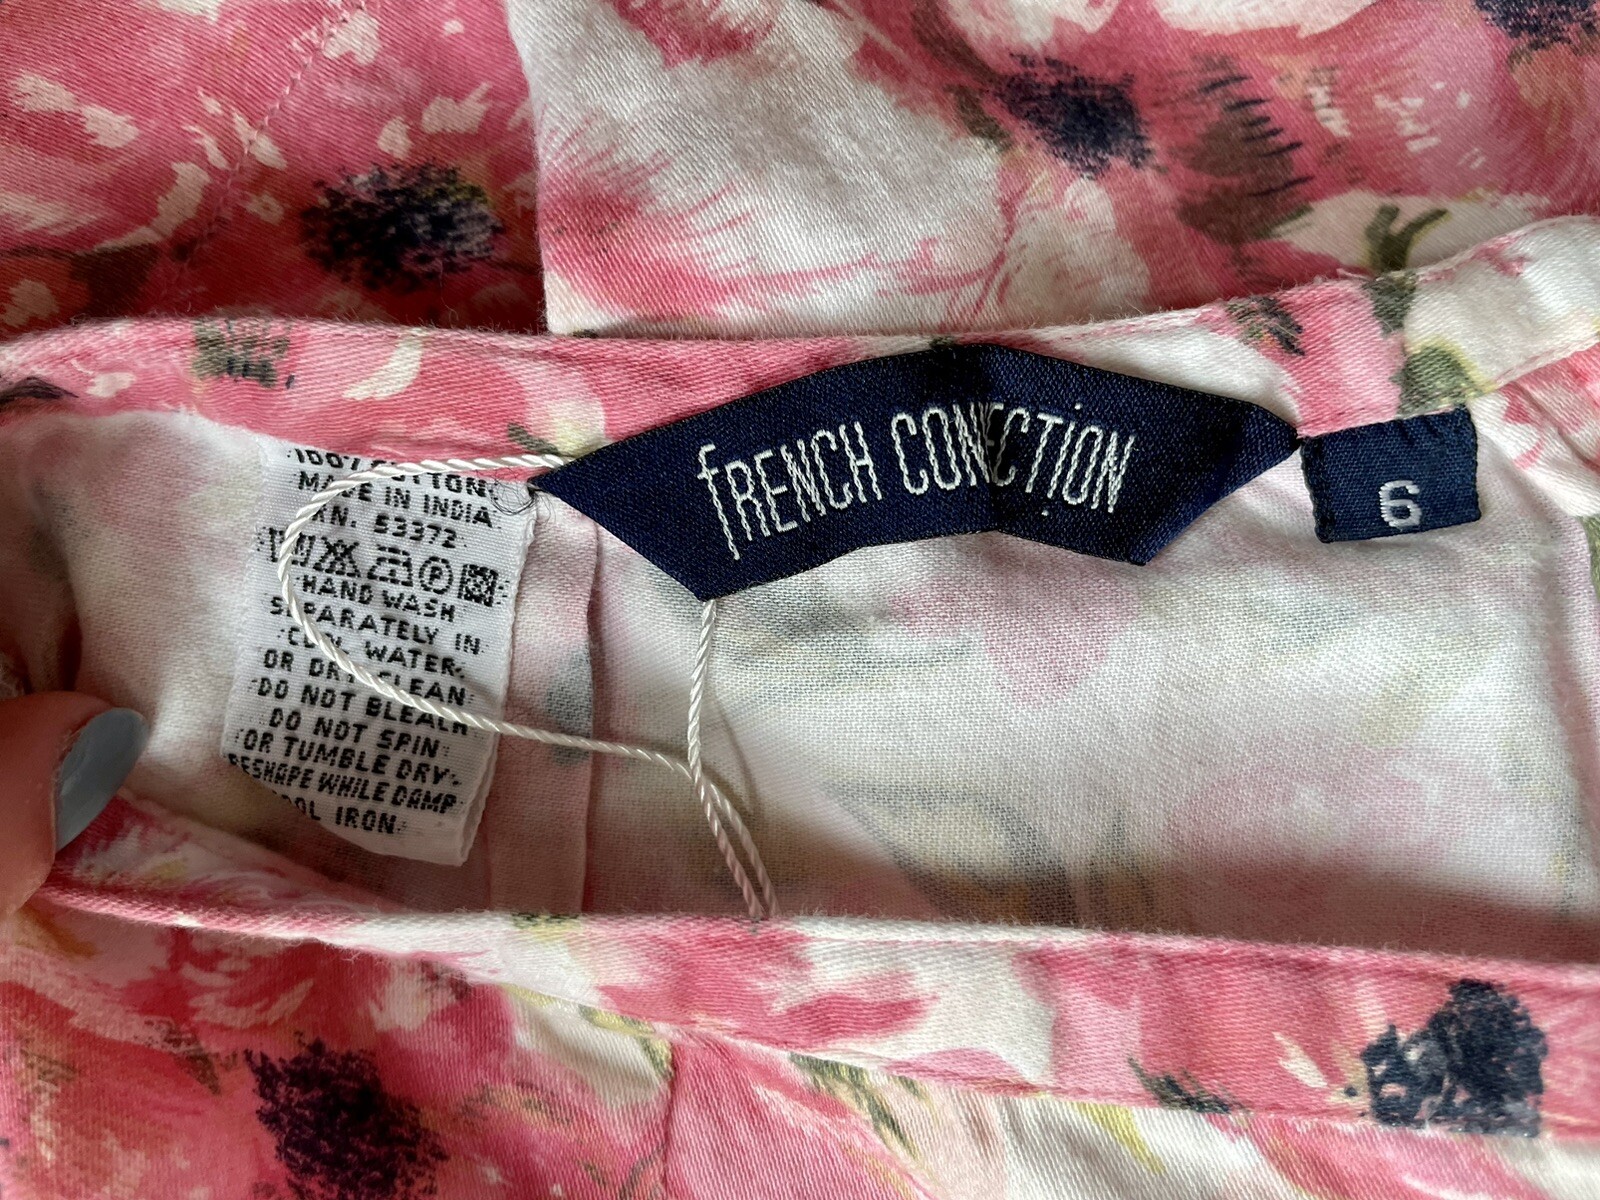 100% COTTON
MADE IN INDIA
RN. 53372
HAND WASH
SEPARATELY IN
COOL WATER
OR DRY CLEAN
DO NOT BLEACH
DO NOT SPIN
OR TUMBLE DRY
RESHAPE WHILE DAMP
COOL IRON
fRENCH CONNECTiON
6